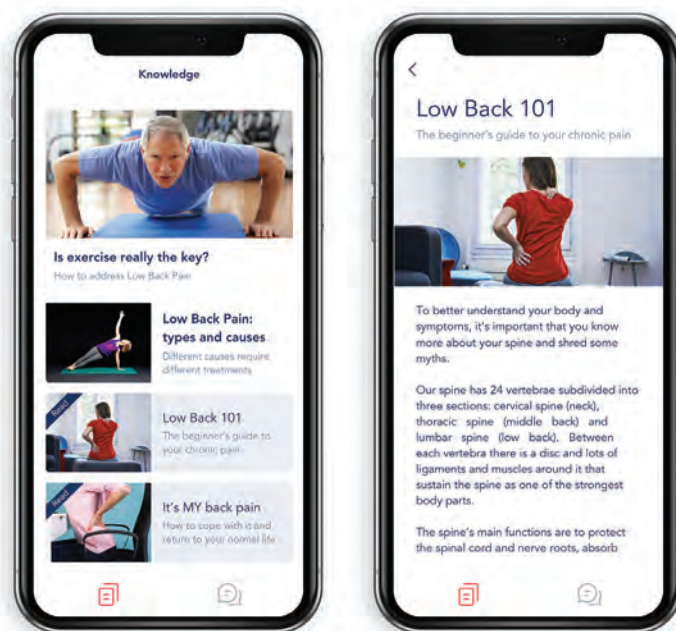 Knowledge
Is exercise really the key?
How to address Low Back Pain
Low Back Pain:
types and causes
Different causes require
different treatments
Read
Low Back 101
The beginner's guide to
your chronic pain
Read
It's MY back pain
How to cope with it and
return to your normal life
Low Back 101
The beginner's guide to your chronic pain
To better understand your body and
symptoms, it's important that you know
more about your spine and shred some
myths.
Our spine has 24 vertebrae subdivided into
three sections: cervical spine (neck),
thoracic spine (middle back) and
lumbar spine (low back). Between
each vertebra there is a disc and lots of
ligaments and muscles around it that
sustain the spine as one of the strongest
body parts.
The spine's main functions are to protect
the spinal cord and nerve roots, absorb